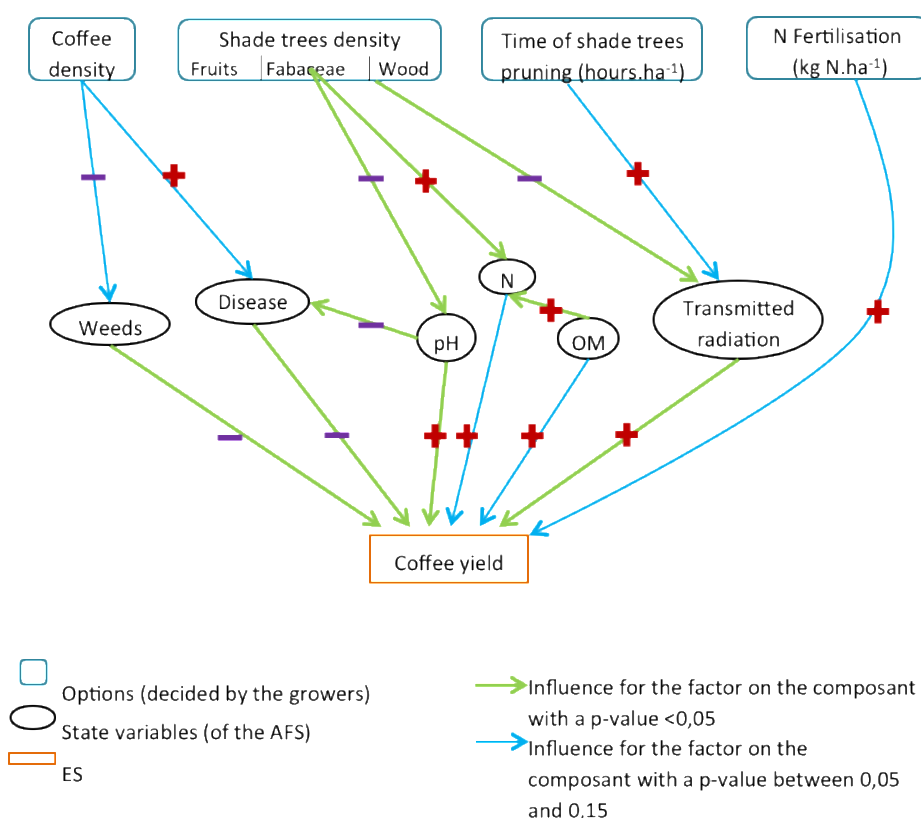 Coffee
density
Shade trees density
Fruits Fabaceae Wood
Time of shade trees
pruning (hours.ha-1)
N Fertilisation
(kg N.ha-1)
Weeds
Disease
pH
N
OM
Transmitted
radiation
Coffee yield
Options (decided by the growers)
State variables (of the AFS)
ES
Influence for the factor on the composant
with a p-value <0,05
Influence for the factor on the
composant with a p-value between 0,05
and 0,15